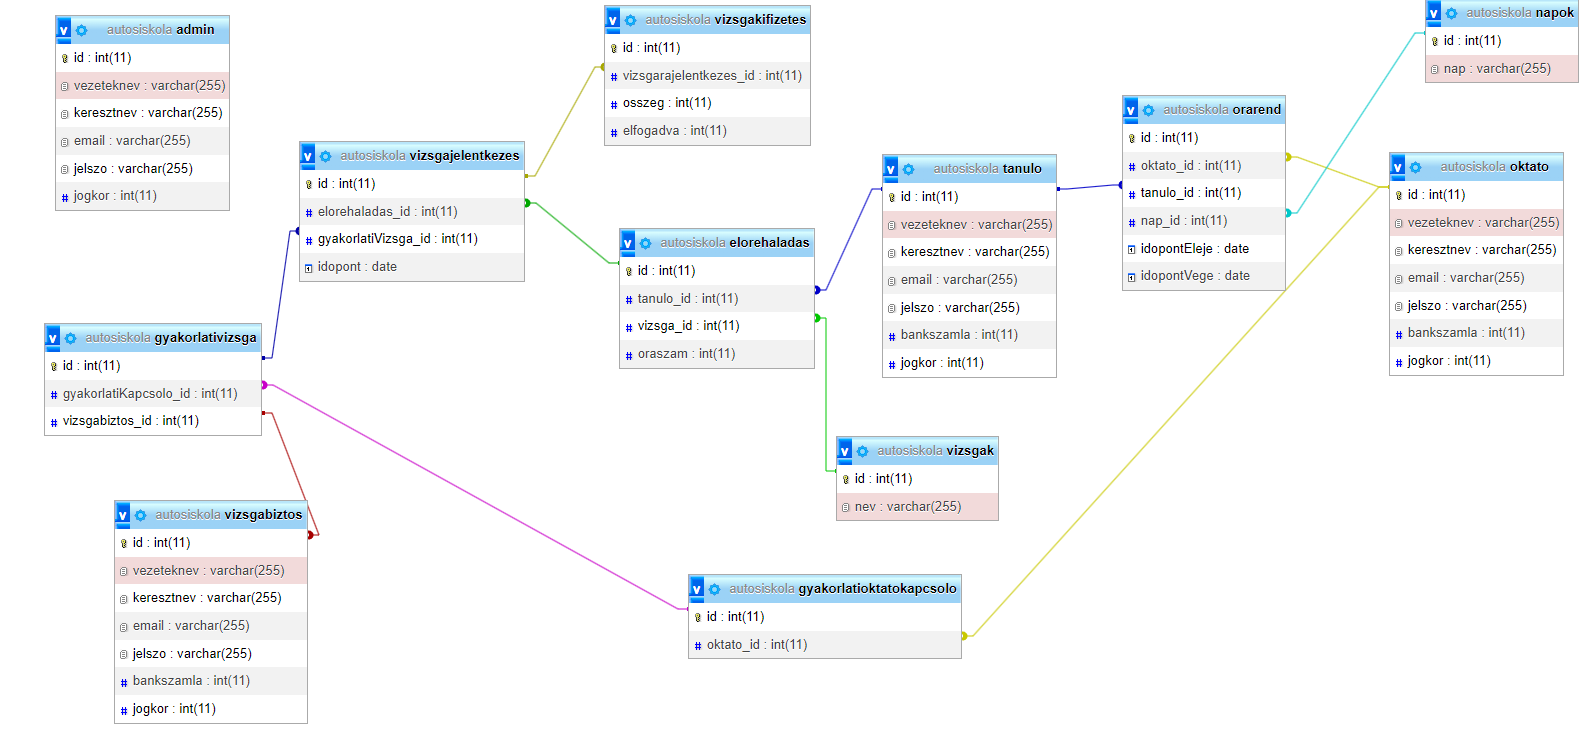 autosiskola admin
id : int(11)
vezeteknev : varchar(255)
keresztnev : varchar(255)
email : varchar(255)
jelszo : varchar(255)
jogkor : int(11)
autosiskola vizsgakifizetes
id : int(11)
vizsgarajelentkezes_id : int(11)
osszeg : int(11)
elfogadva : int(11)
autosiskola napok
id : int(11)
nap : varchar(255)
autosiskola vizsgajelentkezes
id : int(11)
elorehaladas_id : int(11)
gyakorlatiVizsga_id : int(11)
idopont : date
autosiskola orarend
id : int(11)
oktato_id : int(11)
tanulo_id : int(11)
nap_id : int(11)
idopontEleje : date
idopontVege : date
autosiskola tanulo
id : int(11)
vezeteknev : varchar(255)
keresztnev : varchar(255)
email : varchar(255)
jelszo : varchar(255)
bankszamla : int(11)
jogkor : int(11)
autosiskola oktato
id : int(11)
vezeteknev : varchar(255)
keresztnev : varchar(255)
email : varchar(255)
jelszo : varchar(255)
bankszamla : int(11)
jogkor : int(11)
autosiskola elorehaladas
id : int(11)
tanulo_id : int(11)
vizsga_id : int(11)
oraszam : int(11)
autosiskola gyakorlativizsga
id : int(11)
gyakorlatiKapcsolo_id : int(11)
vizsgabiztos_id : int(11)
autosiskola vizsgak
id : int(11)
nev : varchar(255)
autosiskola vizsgabiztos
id : int(11)
vezeteknev : varchar(255)
keresztnev : varchar(255)
email : varchar(255)
jelszo : varchar(255)
bankszamla : int(11)
jogkor : int(11)
autosiskola gyakorlatioktatokapcsolo
id : int(11)
oktato_id : int(11)